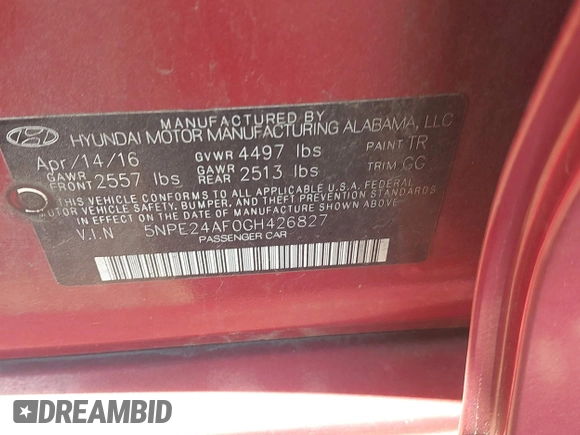 MANUFACTURED BY
HYUNDAI MOTOR MANUFACTURING ALABAMA, LLC
Apr/14/16 GVWR 4497 lbs PAINT TR
GAWR FRONT 2557 lbs GAWR REAR 2513 lbs TRIM GG
THIS VEHICLE CONFORMS TO ALL APPLICABLE U.S.A. FEDERAL
MOTOR VEHICLE SAFETY, BUMPER, AND THEFT PREVENTION STANDARDS
IN EFFECT ON THE DATE OF MANUFACTURE SHOWN ABOVE.
V.I.N 5NPE24AF0GH426827
PASSENGER CAR
DREAMBID